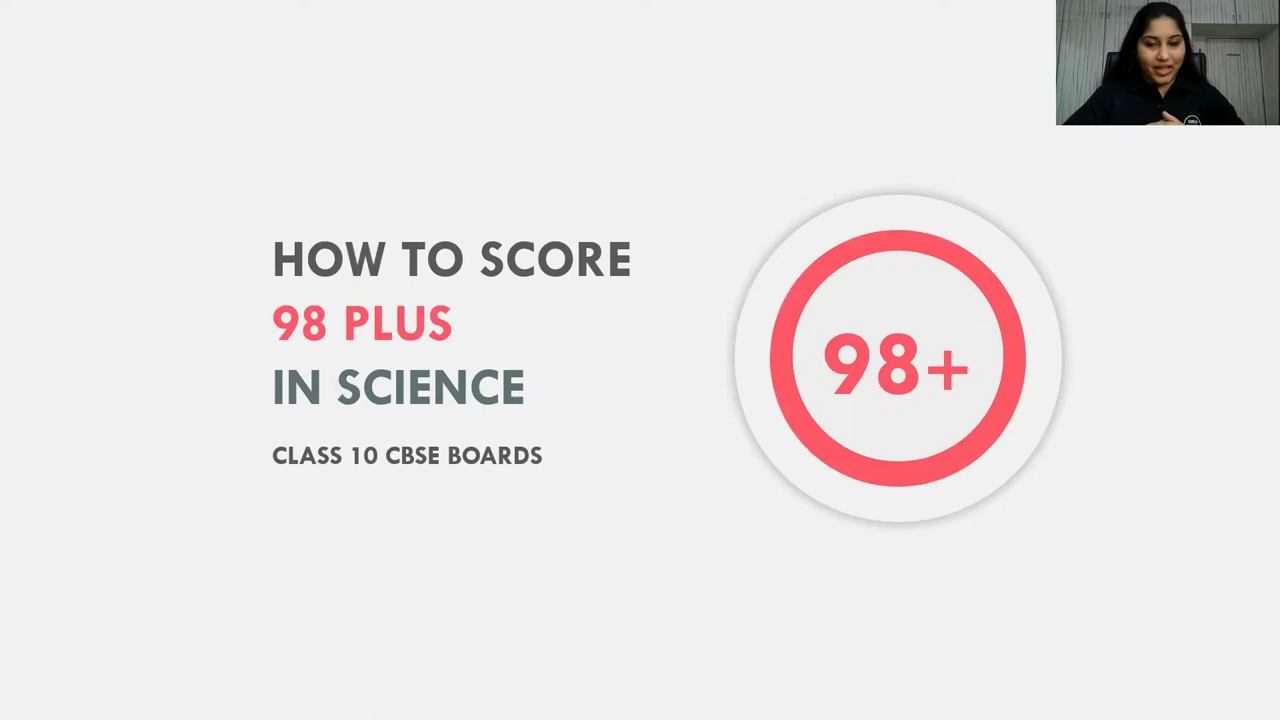 HOW TO SCORE
98 PLUS
IN SCIENCE
CLASS 10 CBSE BOARDS
98+